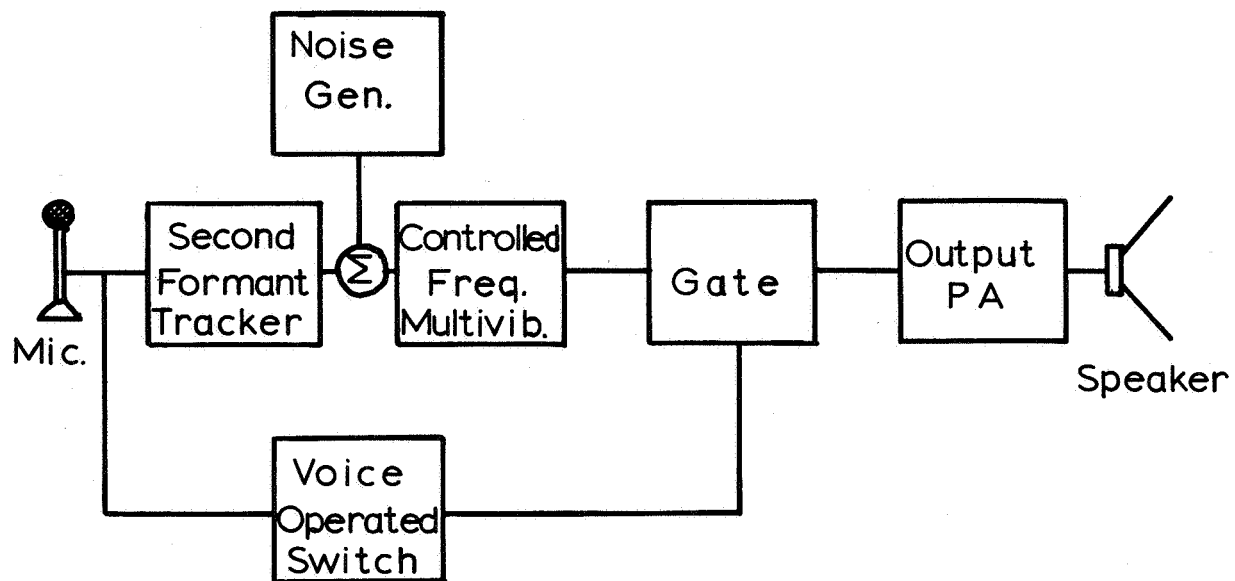 Noise
Gen.
Mic.
Second
Formant
Tracker
Σ
Controlled
Freq.
Multivib.
Gate
Output
PA
Speaker
Voice
Operated
Switch